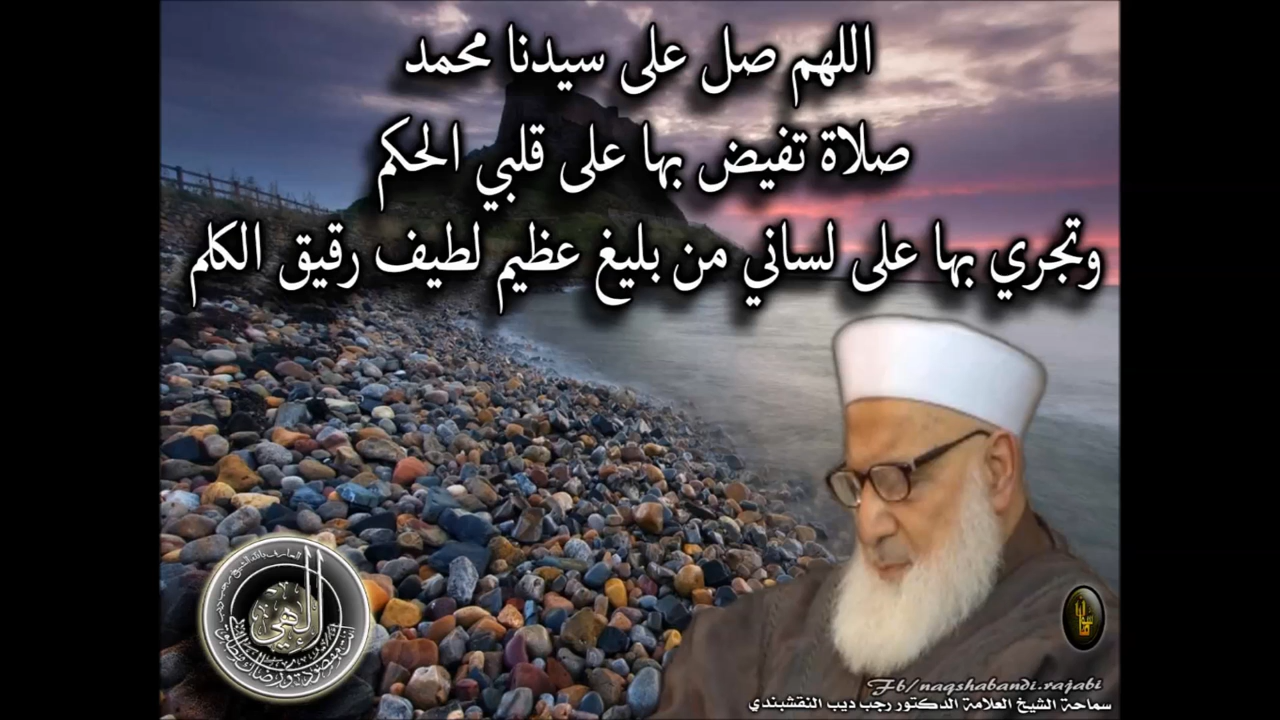 اللهم صل على سيدنا محمد
صلاة تفيض بها على قلبي الحكم
وتجري بها على لساني من بليغ عظيم لطيف رقيق الكلم
إلهي
Fb/naqshabandi.rajabi
سماحة الشيخ العلامة الدكتور رجب ديب النقشبندي